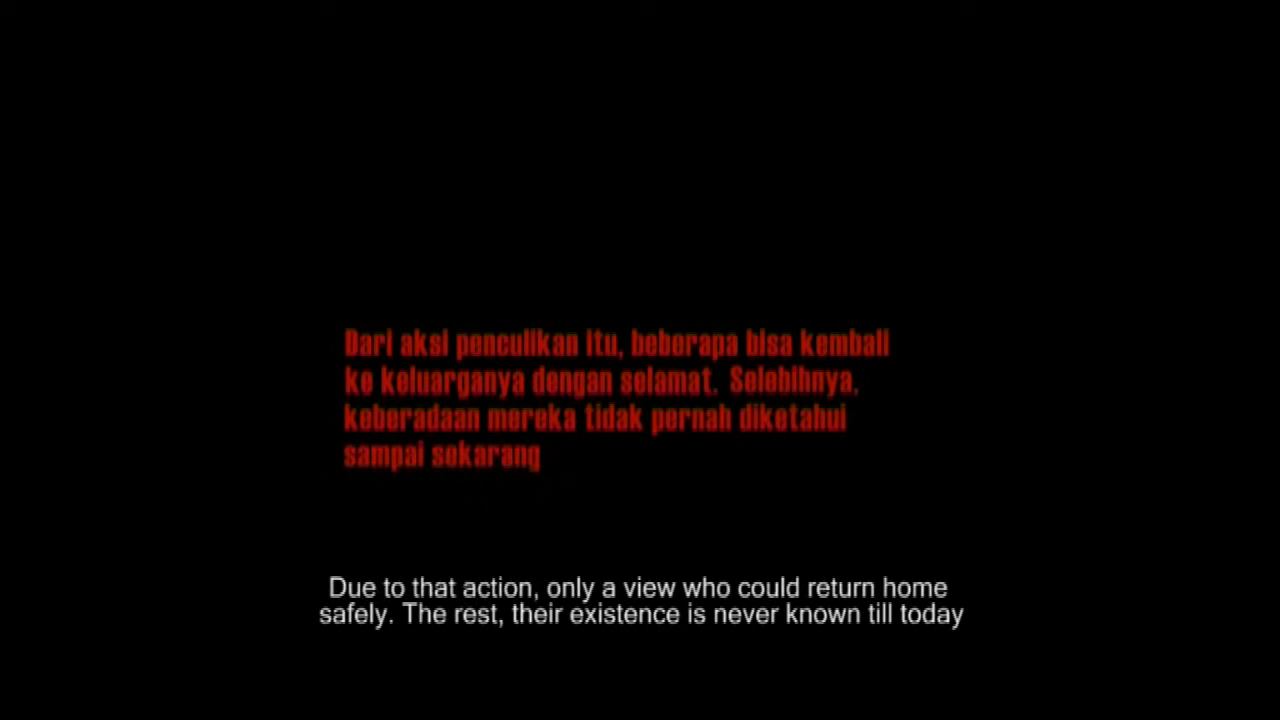 Dari aksi penculikan itu, beberapa bisa kembali
ke keluarganya dengan selamat. Selebihnya,
keberadaan mereka tidak pernah diketahui
sampai sekarang
Due to that action, only a view who could return home
safely. The rest, their existence is never known till today